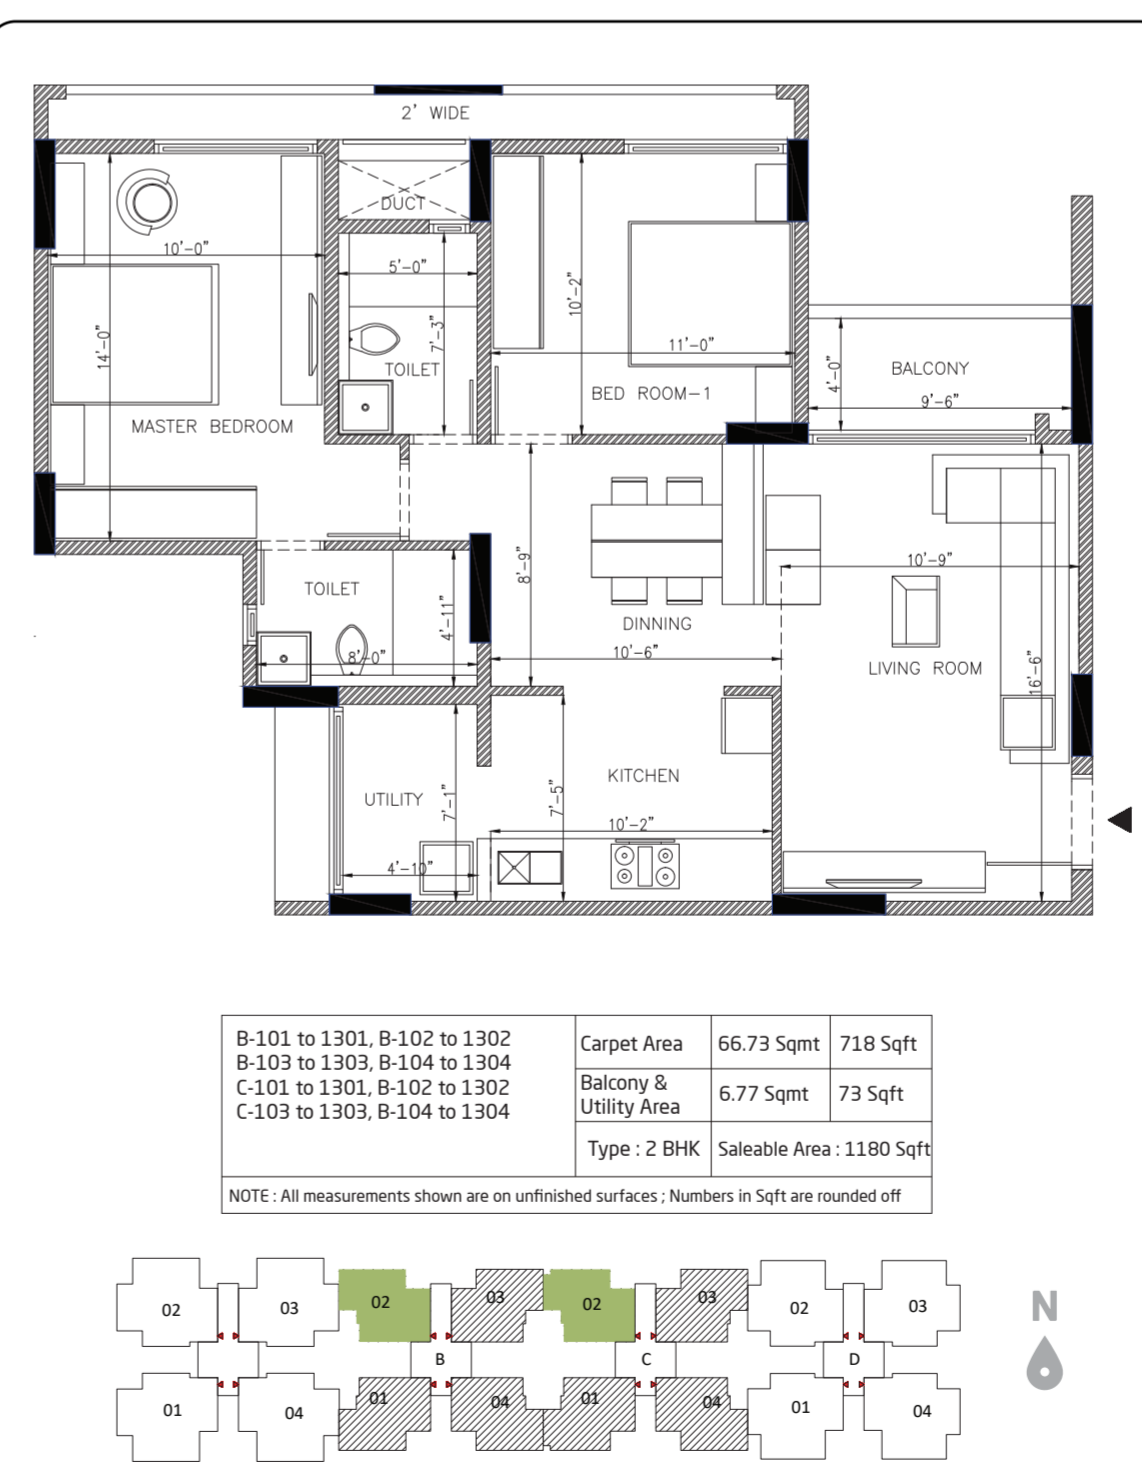 2' WIDE
DUCT
10'-0"
5'-0"
14'-0"
7'-3"
10'-2"
TOILET
11'-0"
BED ROOM-1
4'-0"
BALCONY
9'-6"
MASTER BEDROOM
8'-9"
10'-9"
TOILET
4'-11"
8'-0"
DINNING
10'-6"
LIVING ROOM
16'-6"
KITCHEN
UTILITY
7'-1"
7'-5"
10'-2"
4'-10"
B-101 to 1301, B-102 to 1302
B-103 to 1303, B-104 to 1304
C-101 to 1301, B-102 to 1302
C-103 to 1303, B-104 to 1304
Carpet Area 66.73 Sqmt 718 Sqft
Balcony &
Utility Area 6.77 Sqmt 73 Sqft
Type : 2 BHK Saleable Area : 1180 Sqft
NOTE : All measurements shown are on unfinished surfaces ; Numbers in Sqft are rounded off
02 03 02 03 02 03 02 03
B C D
01 04 01 04 01 04 01 04
N